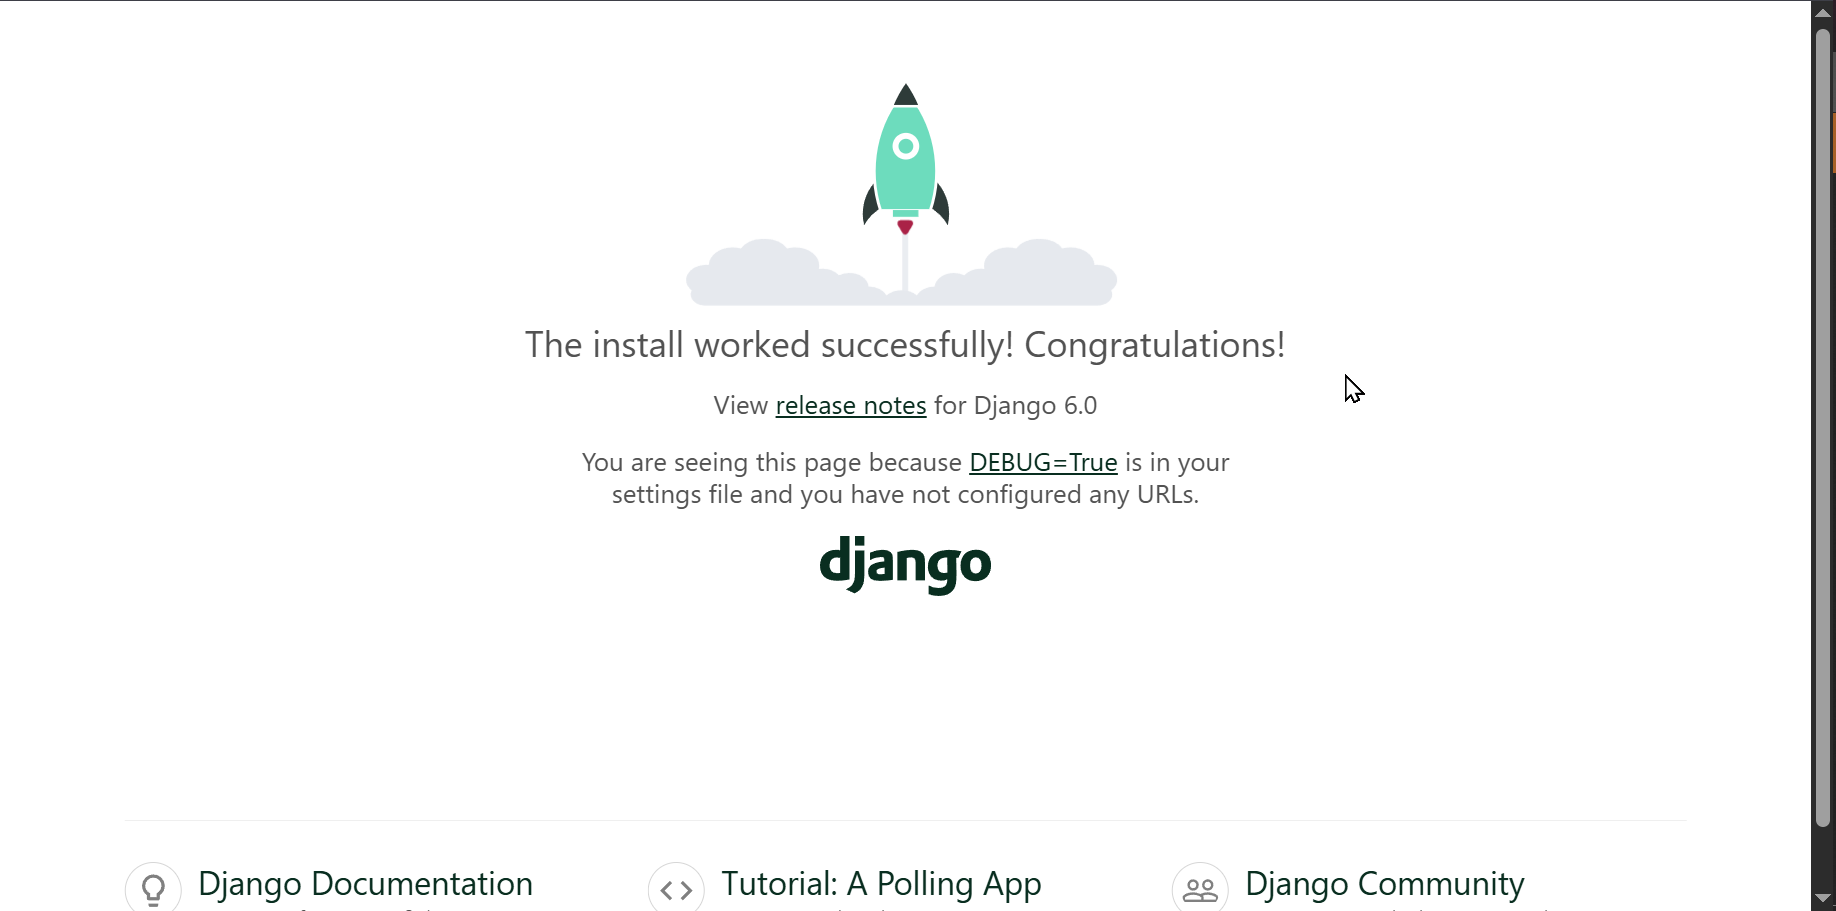 The install worked successfully! Congratulations!
View release notes for Django 6.0
You are seeing this page because DEBUG=True is in your
settings file and you have not configured any URLs.
django
Django Documentation
Tutorial: A Polling App
Django Community